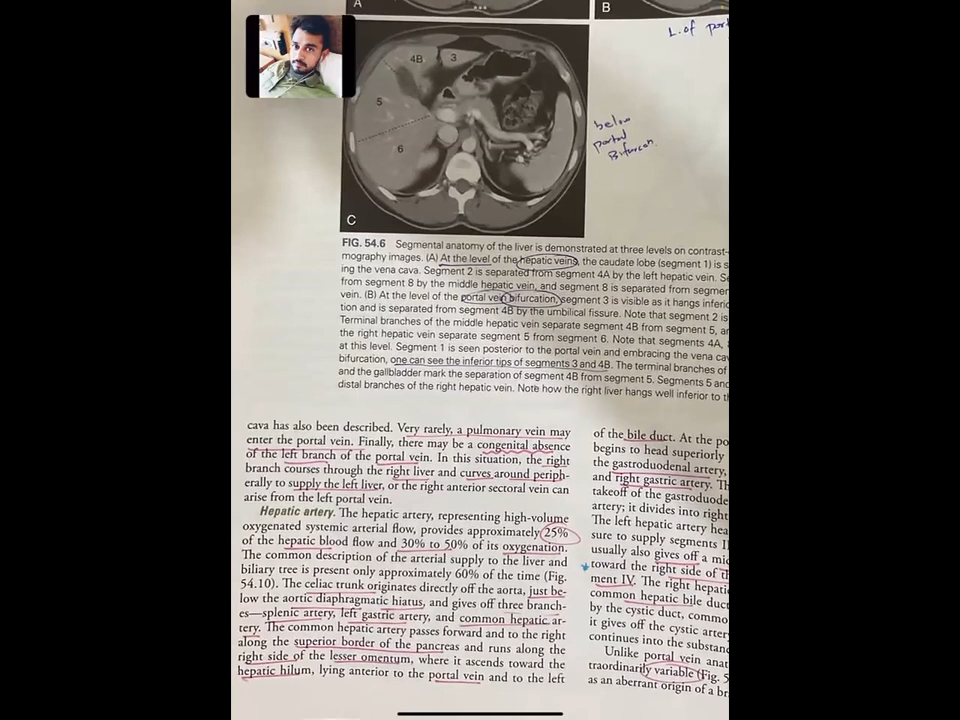 A
B
L. of
4B
3
5
6
C
below
portal
Bifurcan.
FIG. 54.6 Segmental anatomy of the liver is demonstrated at three levels on contrast-
mography images. (A) At the level of the hepatic veins, the caudate lobe (segment 1) is s
ing the vena cava. Segment 2 is separated from segment 4A by the left hepatic vein. Se
from segment 8 by the middle hepatic vein, and segment 8 is separated from segmen
vein. (B) At the level of the portal vein bifurcation, segment 3 is visible as it hangs inferio
tion and is separated from segment 4B by the umbilical fissure. Note that segment 2 is
Terminal branches of the middle hepatic vein separate segment 4B from segment 5, an
the right hepatic vein separate segment 5 from segment 6. Note that segments 4A,
at this level. Segment 1 is seen posterior to the portal vein and embracing the vena cav
bifurcation, one can see the inferior tips of segments 3 and 4B. The terminal branches of
and the gallbladder mark the separation of segment 4B from segment 5. Segments 5 and
distal branches of the right hepatic vein. Note how the right liver hangs well inferior to th
cava has also been described. Very rarely, a pulmonary vein may
enter the portal vein. Finally, there may be a congenital absence
of the left branch of the portal vein. In this situation, the right
branch courses through the right liver and curves around periph-
erally to supply the left liver, or the right anterior sectoral vein can
arise from the left portal vein.
Hepatic artery. The hepatic artery, representing high-volume
oxygenated systemic arterial flow, provides approximately 25%
of the hepatic blood flow and 30% to 50% of its oxygenation.
The common description of the arterial supply to the liver and
biliary tree is present only approximately 60% of the time (Fig.
54.10). The celiac trunk originates directly off the aorta, just be-
low the aortic diaphragmatic hiatus, and gives off three branch-
es—splenic artery, left gastric artery, and common hepatic ar-
tery. The common hepatic artery passes forward and to the right
along the superior border of the pancreas and runs along the
right side of the lesser omentum, where it ascends toward the
hepatic hilum, lying anterior to the portal vein and to the left
of the bile duct. At the po
begins to head superiorly
the gastroduodenal artery,
and right gastric artery. Th
takeoff of the gastroduode
artery; it divides into right
The left hepatic artery hea
sure to supply segments I
usually also gives off a mi
toward the right side of th
ment IV. The right hepati
common hepatic bile duct
by the cystic duct, commo
it gives off the cystic arter
continues into the substan
Unlike portal vein anat
traordinarily variable (Fig. 5
as an aberrant origin of a br